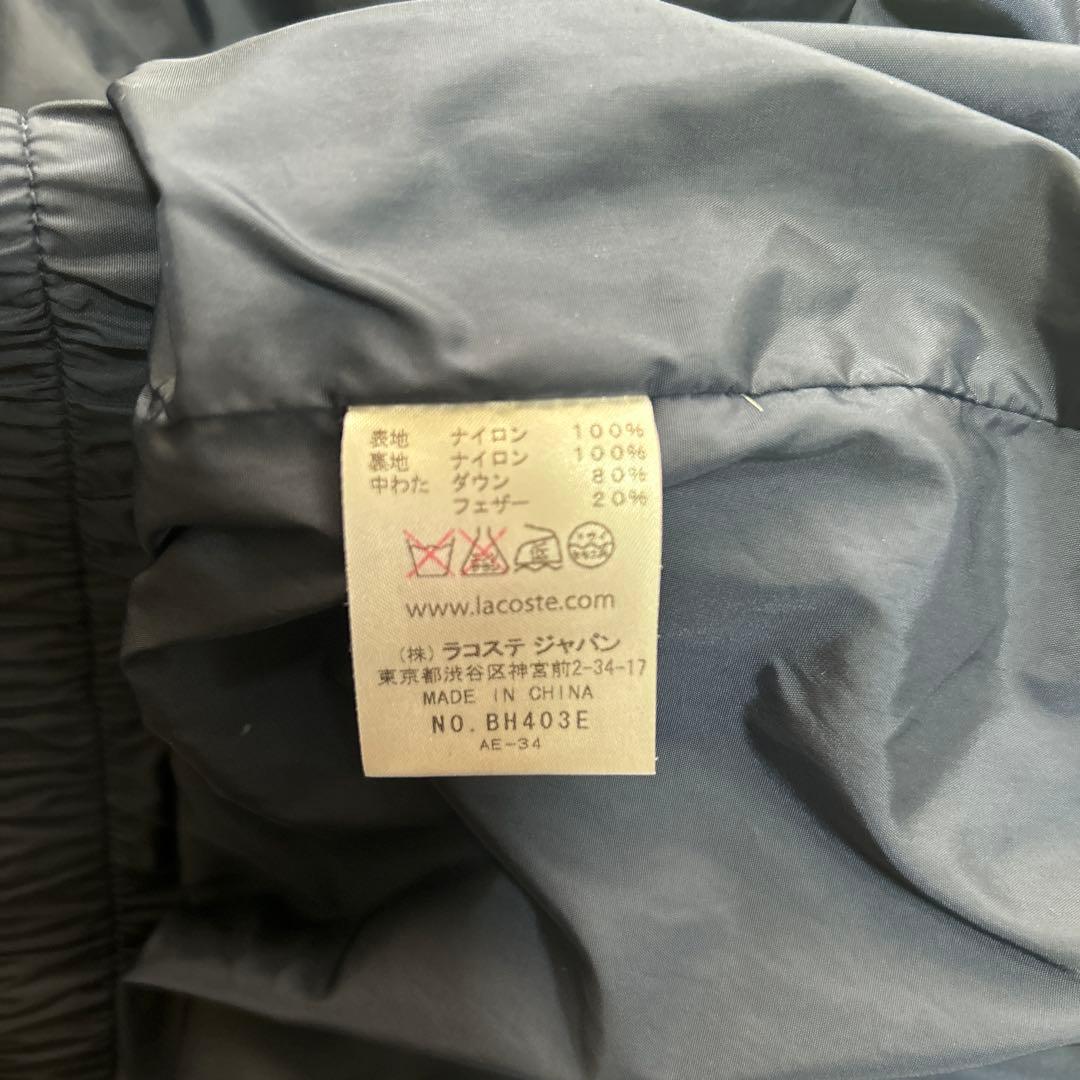 表地 ナイロン 100%
裏地 ナイロン 100%
中わた ダウン 80%
フェザー 20%
低
www.lacoste.com
(株) ラコステ ジャパン
東京都渋谷区神宮前2-34-17
MADE IN CHINA
NO. BH403E
AE-34